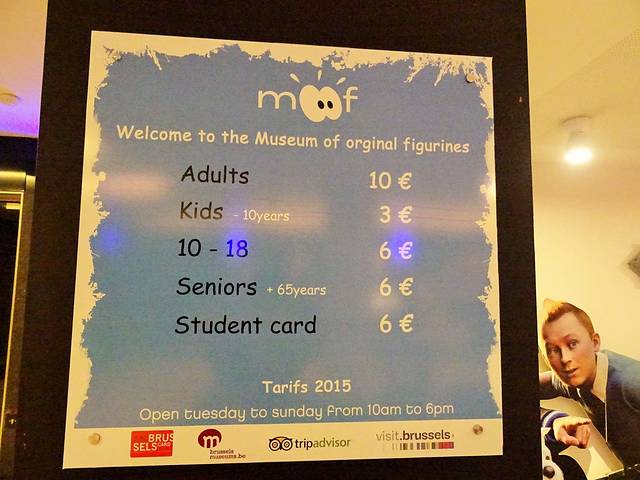 moof
Welcome to the Museum of orginal figurines
Adults 10 €
Kids - 10years 3 €
10 - 18 6 €
Seniors + 65years 6 €
Student card 6 €
Tarifs 2015
Open tuesday to sunday from 10am to 6pm
BRUS
SELS CARD
m
brussels
museums.be
tripadvisor
visit.brussels